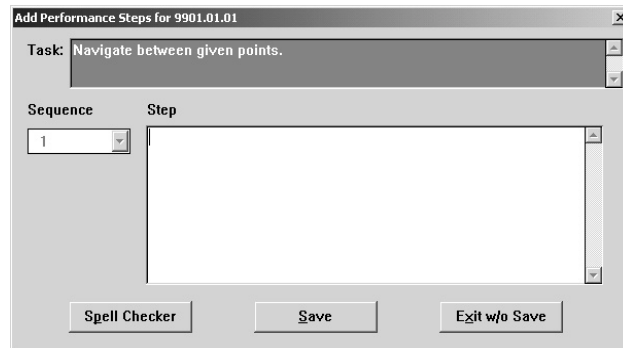 Add Performance Steps for 9901.01.01
Task: Navigate between given points.
Sequence Step
1
Spell Checker Save Exit w/o Save